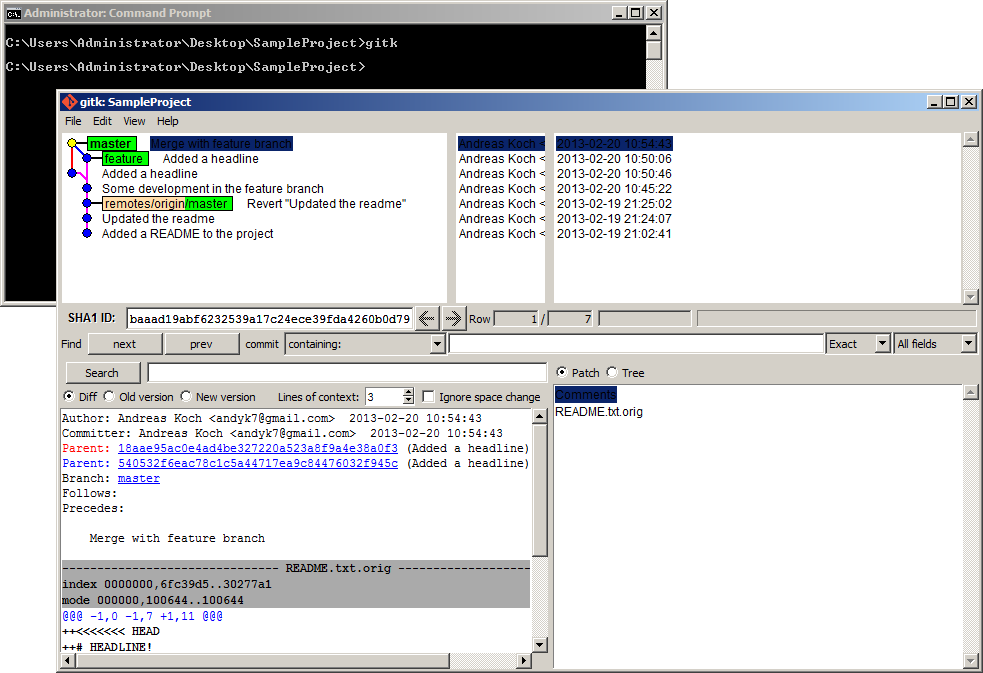 Administrator: Command Prompt
C:\Users\Administrator\Desktop\SampleProject>gitk
C:\Users\Administrator\Desktop\SampleProject>
gitk: SampleProject
File Edit View Help
master Merge with feature branch Andreas Koch < 2013-02-20 10:54:43
feature Added a headline Andreas Koch < 2013-02-20 10:50:06
Added a headline Andreas Koch < 2013-02-20 10:50:46
Some development in the feature branch Andreas Koch < 2013-02-20 10:45:22
remotes/origin/master Revert "Updated the readme" Andreas Koch < 2013-02-19 21:25:02
Updated the readme Andreas Koch < 2013-02-19 21:24:07
Added a README to the project Andreas Koch < 2013-02-19 21:02:41
SHA1 ID: baaad19abf6232539a17c24ece39fda4260b0d79 Row 1 / 7
Find next prev commit containing: Exact All fields
Search
Patch Tree
Diff Old version New version Lines of context: 3 Ignore space change
Comments
README.txt.orig
Author: Andreas Koch <andyk7@gmail.com> 2013-02-20 10:54:43
Committer: Andreas Koch <andyk7@gmail.com> 2013-02-20 10:54:43
Parent: 18aae95ac0e4ad4be327220a523a8f9a4e38a0f3 (Added a headline)
Parent: 540532f6eac78c1c5a44717ea9c84476032f945c (Added a headline)
Branch: master
Follows:
Precedes:
Merge with feature branch
------------------------------- README.txt.orig -------------------
index 0000000,6fc39d5..30277a1
mode 000000,100644..100644
@@@ -1,0 -1,7 +1,11 @@@
++<<<<<<< HEAD
++# HEADLINE!